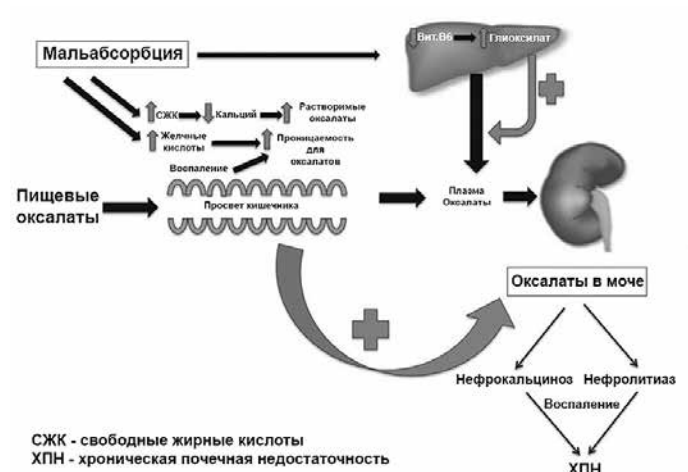 Мальабсорбция
Вит.В6
Глиоксилат
СЖК
Кальций
Растворимые
оксалаты
Желчные
кислоты
Проницаемость
для
оксалатов
Воспаление
Пищевые
оксалаты
Просвет кишечника
Плазма
Оксалаты
Оксалаты в моче
Нефрокальциноз
Нефролитиаз
Воспаление
ХПН
СЖК - свободные жирные кислоты
ХПН - хроническая почечная недостаточность